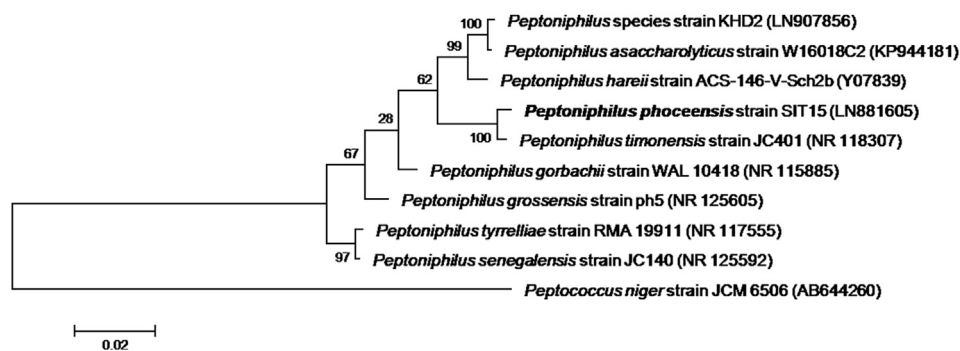 Peptoniphilus species strain KHD2 (LN907856)
100
Peptoniphilus asaccharolyticus strain W16018C2 (KP944181)
99
Peptoniphilus hareii strain ACS-146-V-Sch2b (Y07839)
62
Peptoniphilus phoceensis strain SIT15 (LN881605)
28
100
Peptoniphilus timonensis strain JC401 (NR 118307)
67
Peptoniphilus gorbachii strain WAL 10418 (NR 115885)
Peptoniphilus grossensis strain ph5 (NR 125605)
Peptoniphilus tyrrelliae strain RMA 19911 (NR 117555)
97
Peptoniphilus senegalensis strain JC140 (NR 125592)
Peptococcus niger strain JCM 6506 (AB644260)
0.02